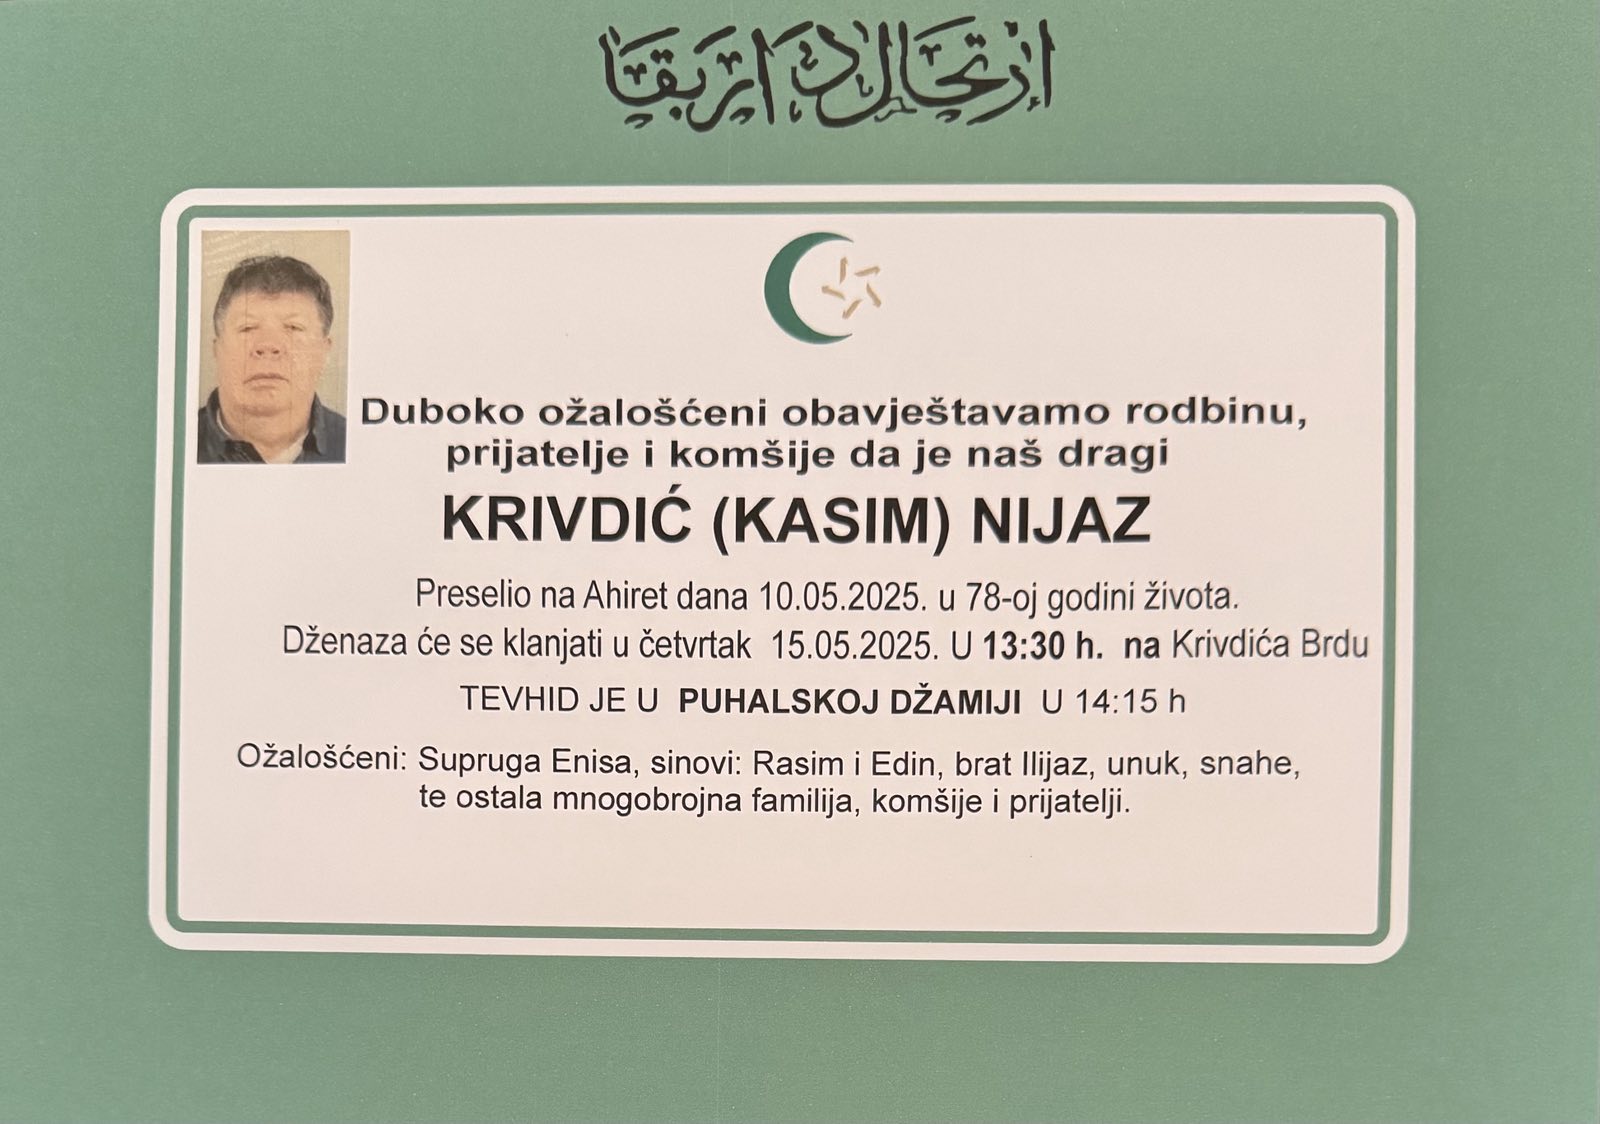 إرتحال دار بقا
Duboko ožalošćeni obavještavamo rodbinu,
prijatelje i komšije da je naš dragi
KRIVDIĆ (KASIM) NIJAZ
Preselio na Ahiret dana 10.05.2025. u 78-oj godini života.
Dženaza će se klanjati u četvrtak 15.05.2025. U 13:30 h. na Krivdića Brdu
TEVHID JE U PUHALSKOJ DŽAMIJI U 14:15 h
Ožalošćeni: Supruga Enisa, sinovi: Rasim i Edin, brat Ilijaz, unuk, snahe,
te ostala mnogobrojna familija, komšije i prijatelji.